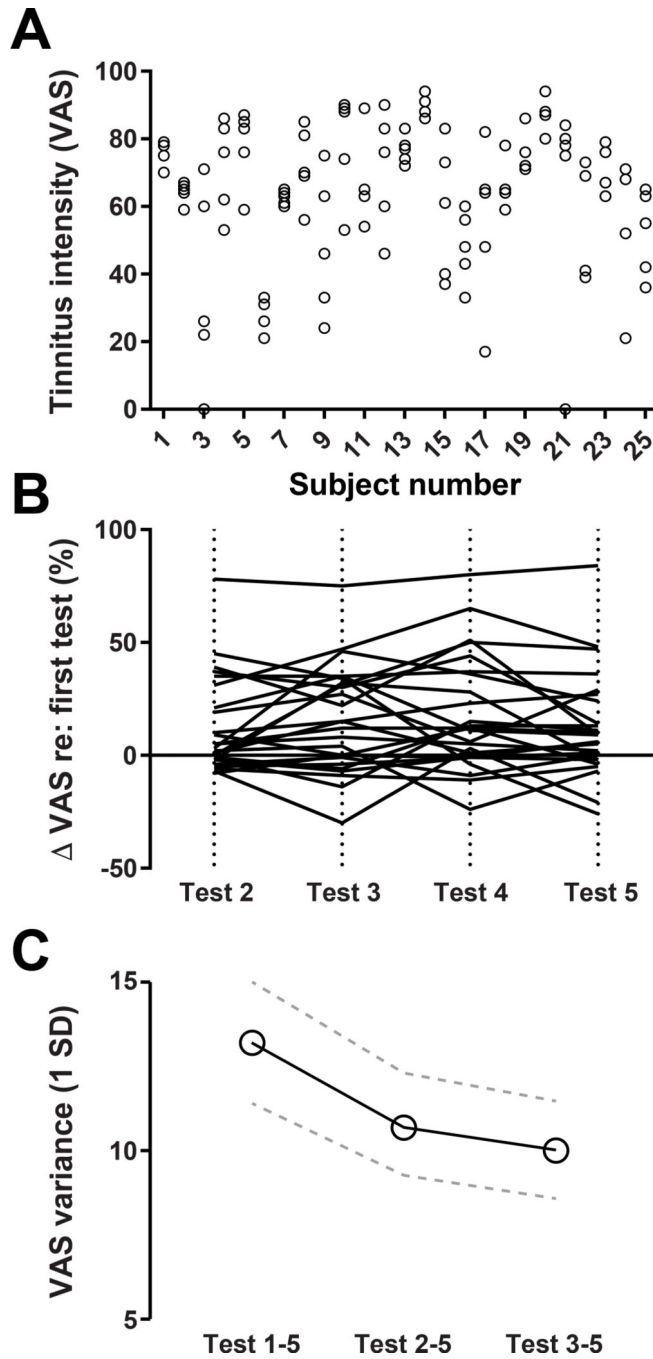 A
Tinnitus intensity (VAS)
100
80
60
40
20
0
1 3 5 7 9 11 13 15 17 19 21 23 25
Subject number
B
Δ VAS re: first test (%)
100
50
0
-50
Test 2 Test 3 Test 4 Test 5
C
VAS variance (1 SD)
15
10
5
Test 1-5 Test 2-5 Test 3-5